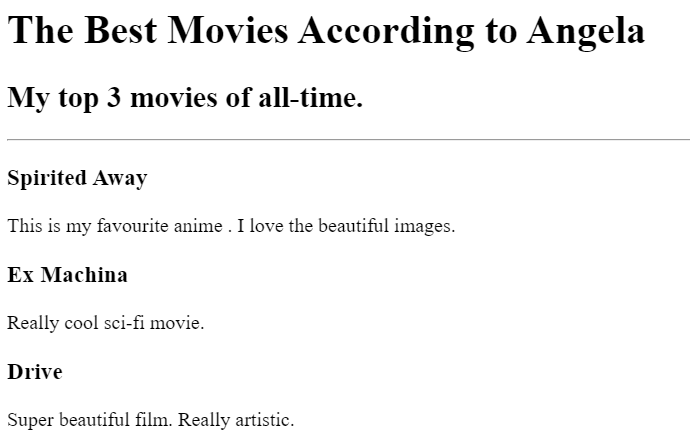 The Best Movies According to Angela
My top 3 movies of all-time.
Spirited Away
This is my favourite anime . I love the beautiful images.
Ex Machina
Really cool sci-fi movie.
Drive
Super beautiful film. Really artistic.